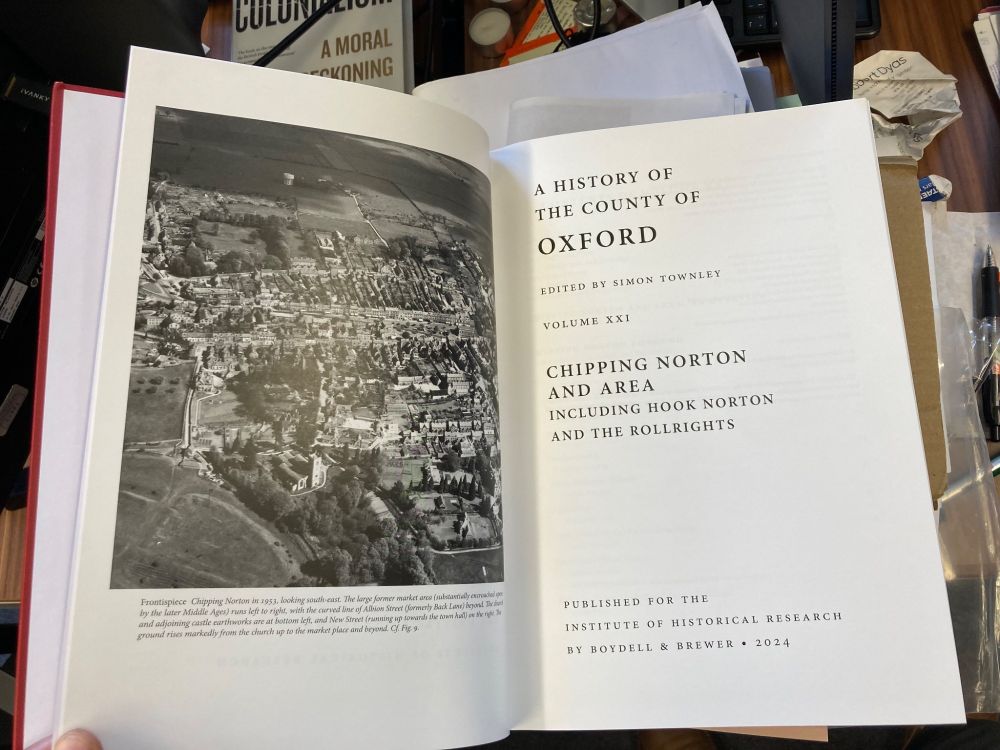 COLONIALISM
A MORAL
RECKONING
iVANKY
Robert Dyas
Frontispiece Chipping Norton in 1953, looking south-east. The large former market area (substantially encroached upon
by the later Middle Ages) runs left to right, with the curved line of Albion Street (formerly Back Lane) beyond. The church
and adjoining castle earthworks are at bottom left, and New Street (running up towards the town hall) on the right. The
ground rises markedly from the church up to the market place and beyond. Cf. Fig. 9.
A HISTORY OF
THE COUNTY OF
OXFORD
EDITED BY SIMON TOWNLEY
VOLUME XXI
CHIPPING NORTON
AND AREA
INCLUDING HOOK NORTON
AND THE ROLLRIGHTS
PUBLISHED FOR THE
INSTITUTE OF HISTORICAL RESEARCH
BY BOYDELL & BREWER • 2024